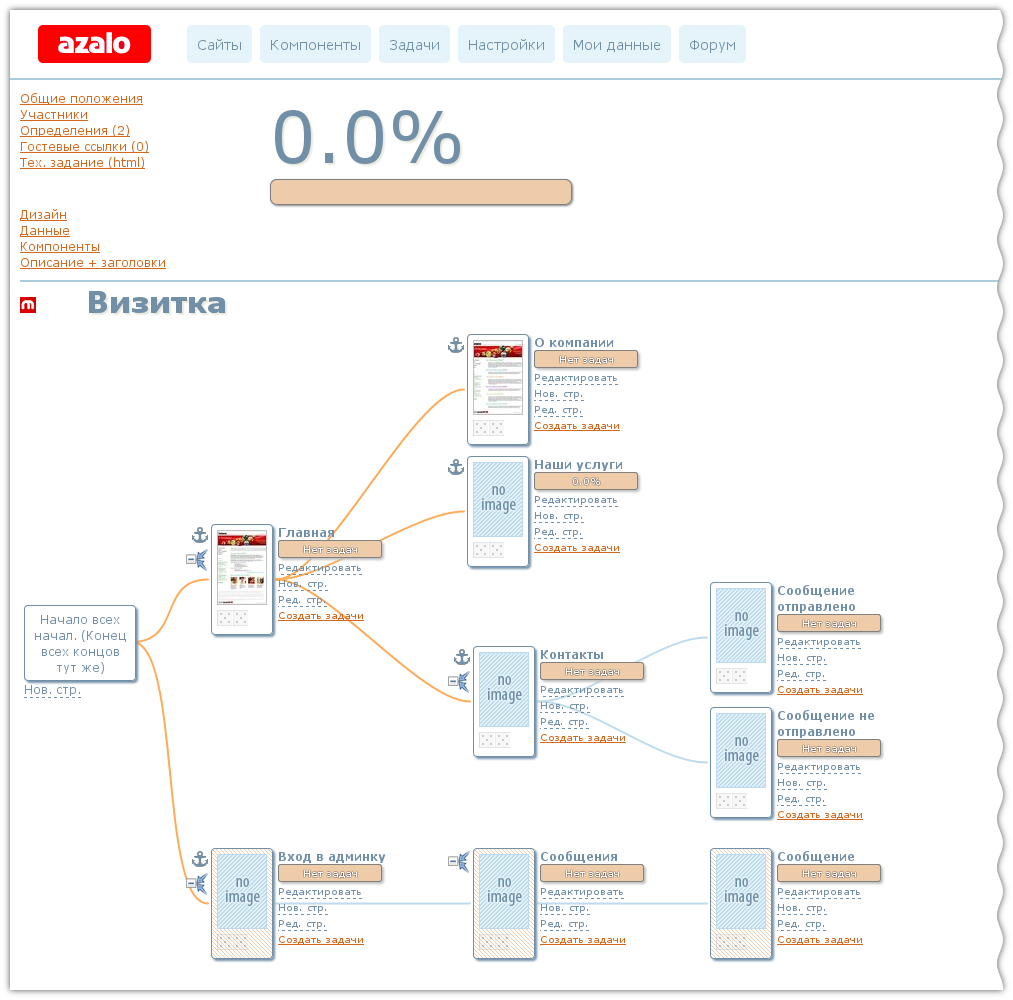 azalo
Сайты
Компоненты
Задачи
Настройки
Мои данные
Форум
Общие положения
Участники
Определения (2)
Гостевые ссылки (0)
Тех. задание (html)
0.0%
Дизайн
Данные
Компоненты
Описание + заголовки
Визитка
О компании
Нет задач
Редактировать
Нов. стр.
Ред. стр.
Создать задачи
Наши услуги
0.0%
Редактировать
Нов. стр.
Ред. стр.
Создать задачи
no
image
Главная
Нет задач
Редактировать
Нов. стр.
Ред. стр.
Создать задачи
Начало всех
начал. (Конец
всех концов
тут же)
Нов. стр.
Контакты
Нет задач
Редактировать
Нов. стр.
Ред. стр.
Создать задачи
no
image
Сообщение
отправлено
Нет задач
Редактировать
Нов. стр.
Ред. стр.
Создать задачи
no
image
Сообщение не
отправлено
Нет задач
Редактировать
Нов. стр.
Ред. стр.
Создать задачи
no
image
Вход в админку
Нет задач
Редактировать
Нов. стр.
Ред. стр.
Создать задачи
no
image
Сообщения
Нет задач
Редактировать
Нов. стр.
Ред. стр.
Создать задачи
no
image
Сообщение
Нет задач
Редактировать
Нов. стр.
Ред. стр.
Создать задачи
no
image